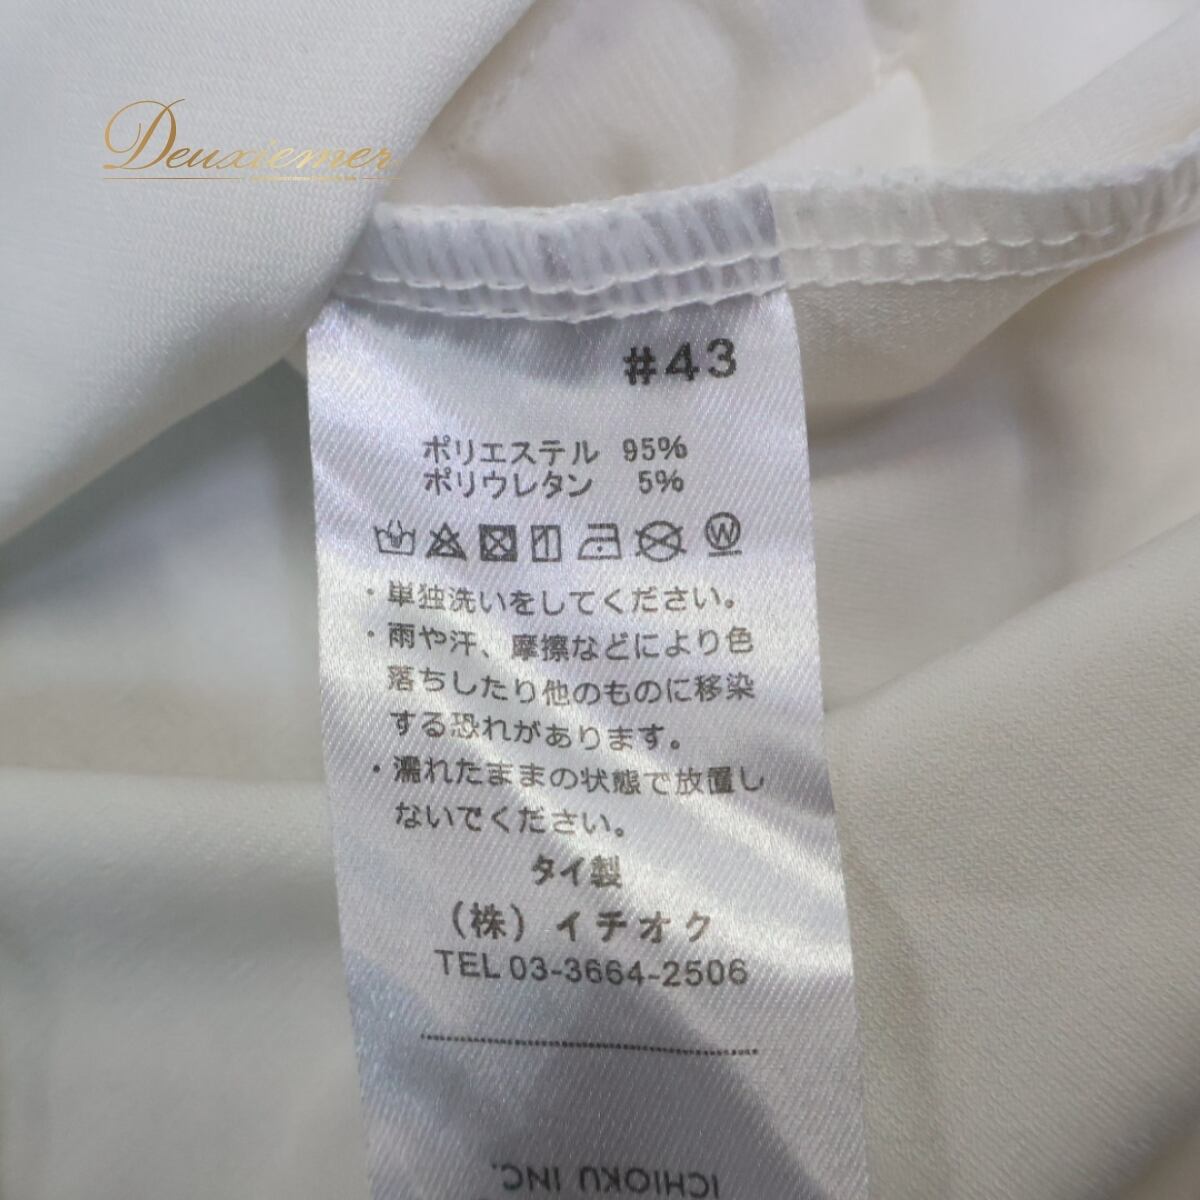 Deuxiemer
#43
ポリエステル 95%
ポリウレタン 5%
W
・単独洗いをしてください。
・雨や汗、摩擦などにより色
落ちしたり他のものに移染
する恐れがあります。
・濡れたままの状態で放置し
ないでください。
タイ製
(株)イチオク
TEL 03-3664-2506
ICHIOKU INC.